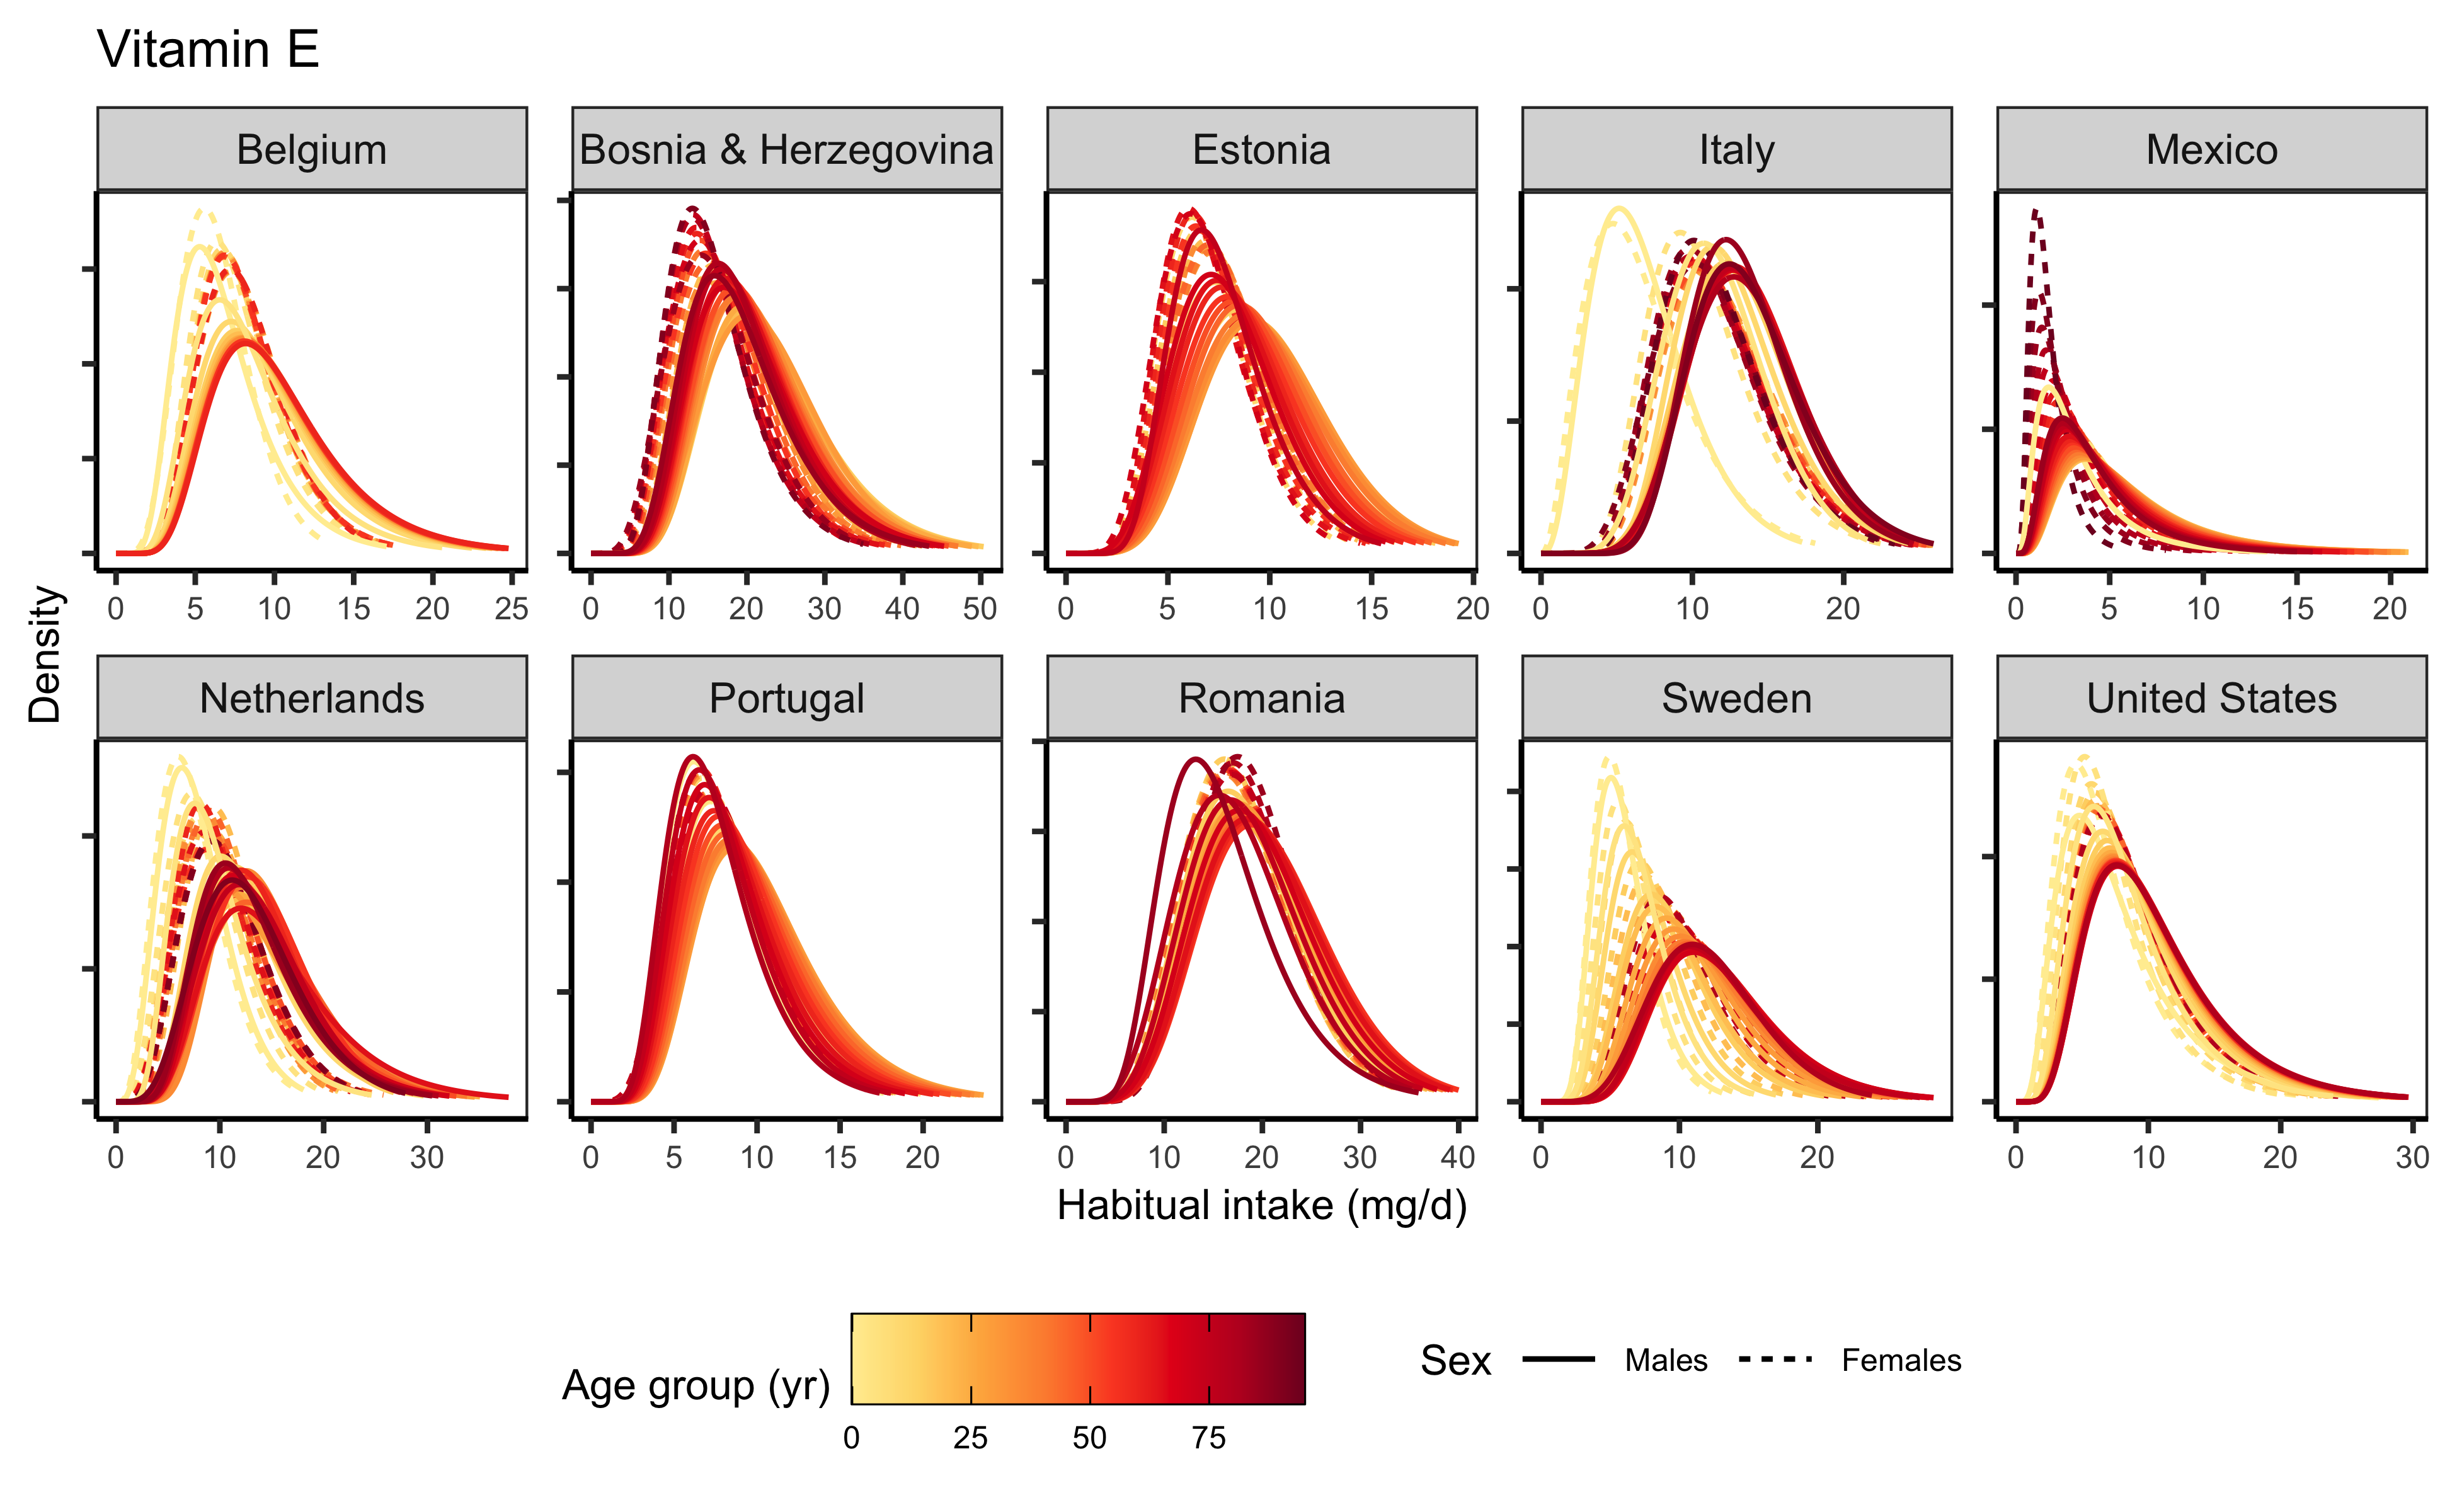 Vitamin E
Belgium
Bosnia & Herzegovina
Estonia
Italy
Mexico
0 5 10 15 20 25
0 10 20 30 40 50
0 5 10 15 20
0 10 20
0 5 10 15 20
Density
Netherlands
Portugal
Romania
Sweden
United States
0 10 20 30
0 5 10 15 20
0 10 20 30 40
0 10 20
0 10 20 30
Habitual intake (mg/d)
Age group (yr)
0 25 50 75
Sex Males Females